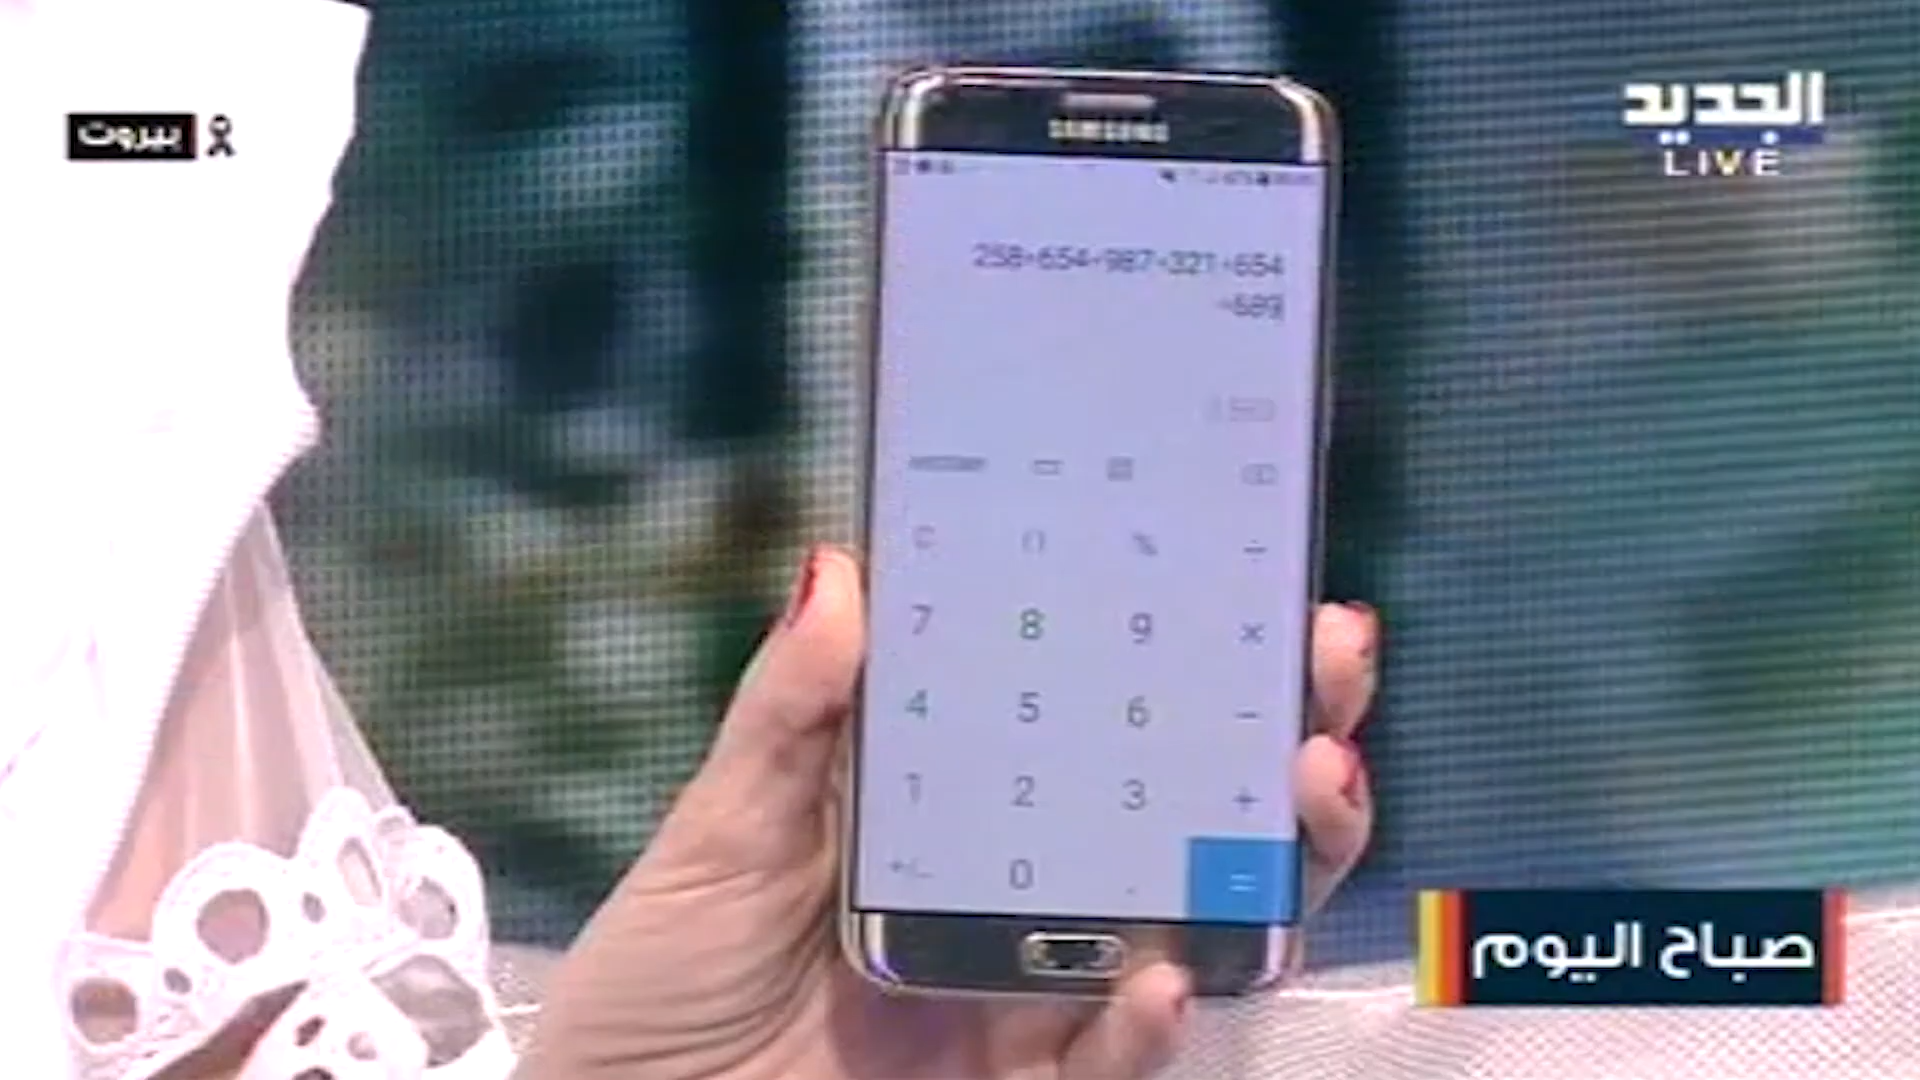 بيروت
الجديد
LIVE
SAMSUNG
258+654+987+321+654
+689
C () % ÷
7 8 9 ×
4 5 6 −
1 2 3 +
+/- 0 . =
صباح اليوم